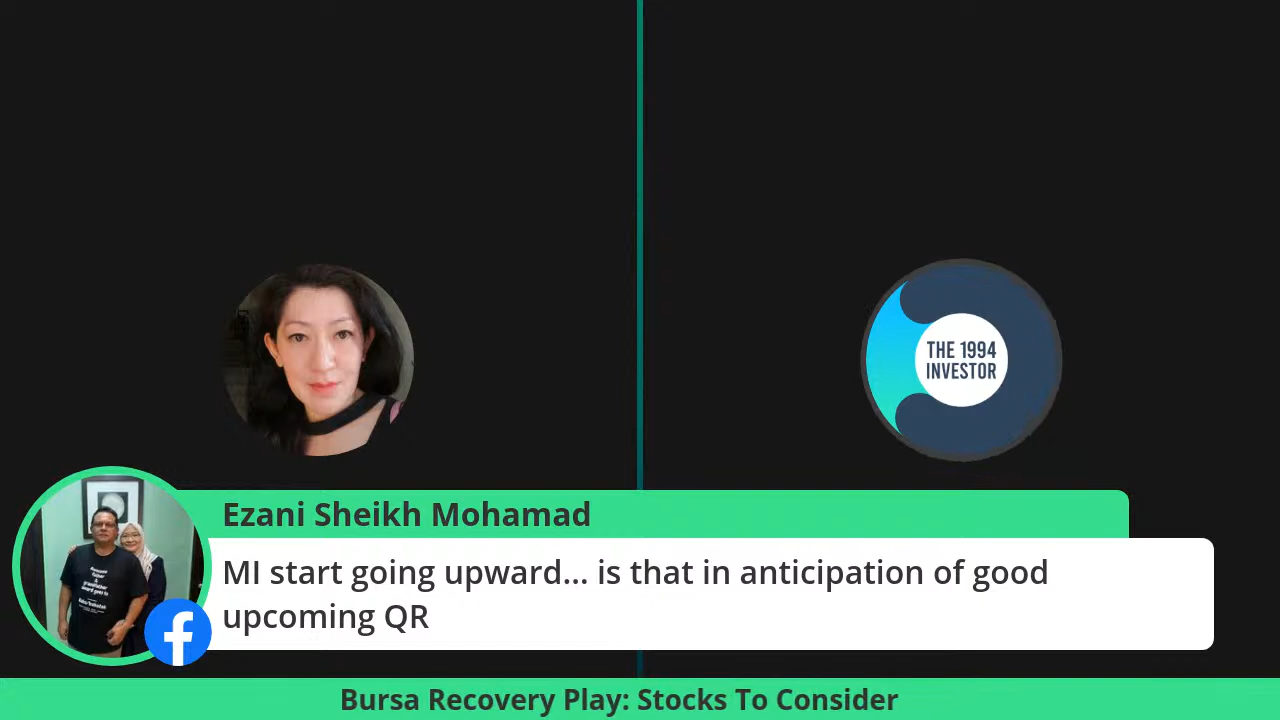 THE 1994
INVESTOR
Ezani Sheikh Mohamad
MI start going upward... is that in anticipation of good
upcoming QR
Bursa Recovery Play: Stocks To Consider